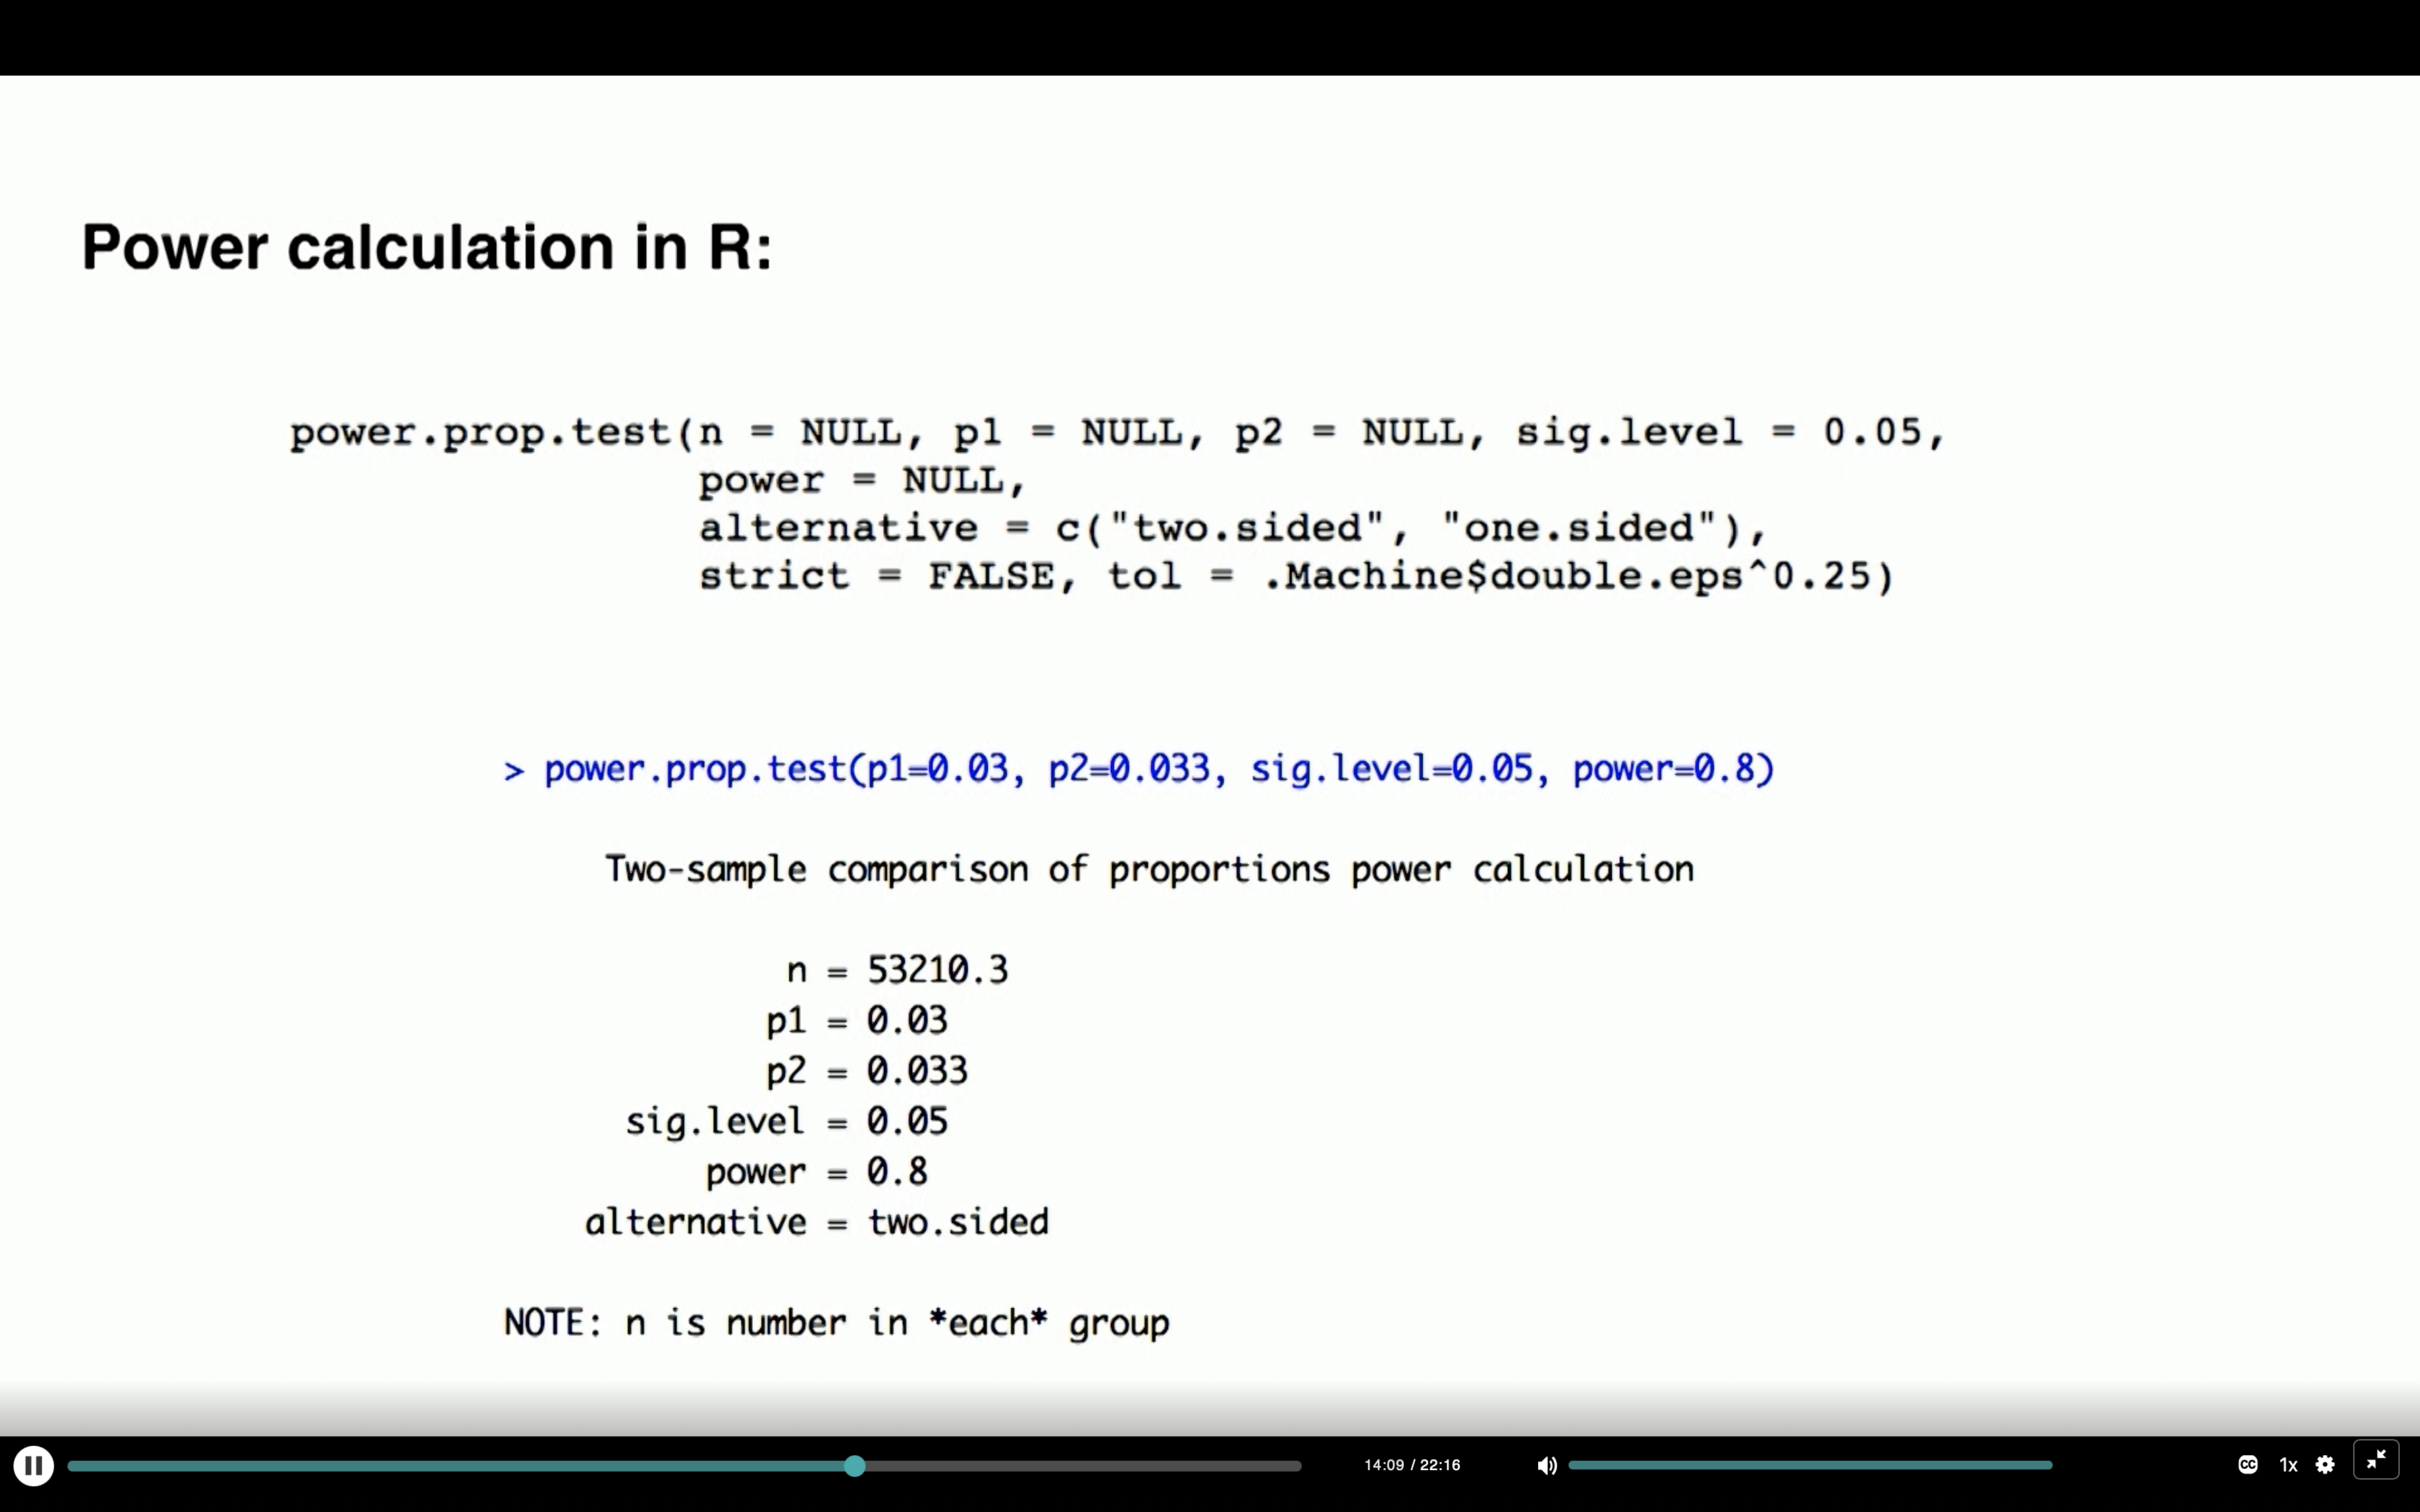 Power calculation in R:
power.prop.test(n = NULL, p1 = NULL, p2 = NULL, sig.level = 0.05,
power = NULL,
alternative = c("two.sided", "one.sided"),
strict = FALSE, tol = .Machine$double.eps^0.25)
> power.prop.test(p1=0.03, p2=0.033, sig.level=0.05, power=0.8)
Two-sample comparison of proportions power calculation
n = 53210.3
p1 = 0.03
p2 = 0.033
sig.level = 0.05
power = 0.8
alternative = two.sided
NOTE: n is number in *each* group
14:09 / 22:16 CC 1x